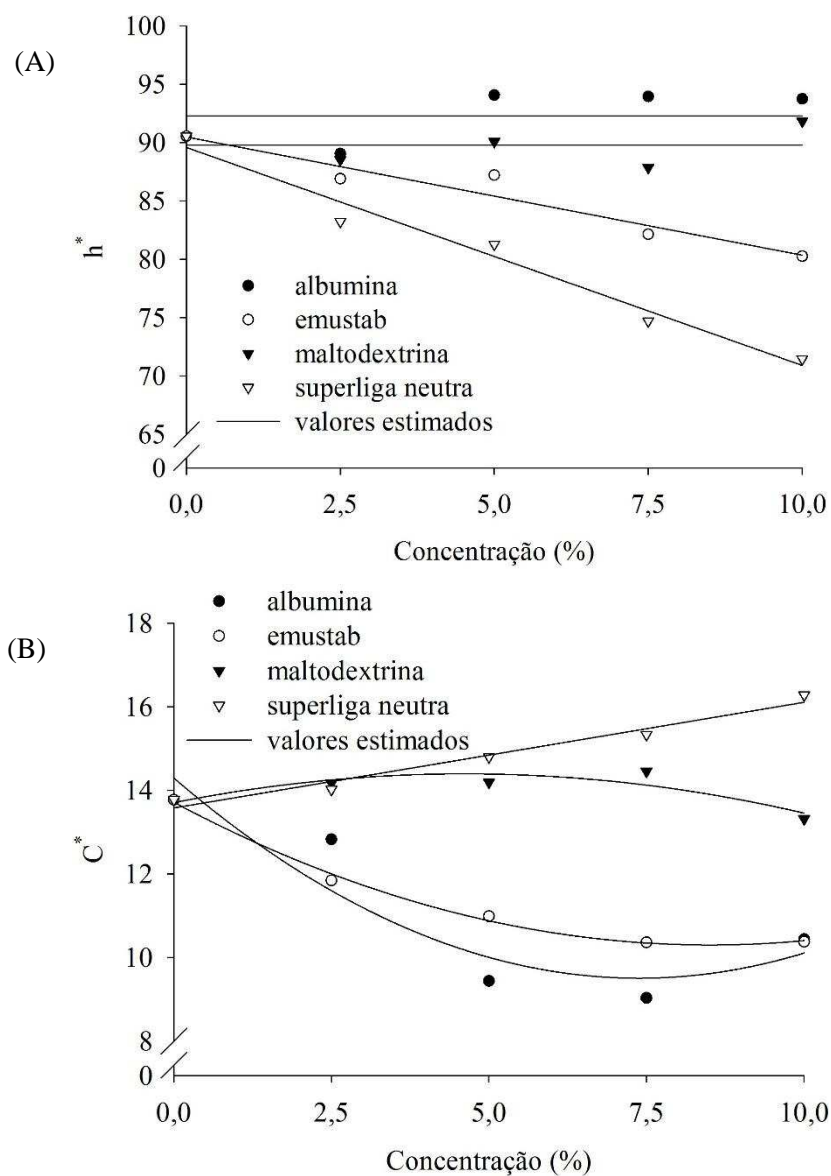 (A)
100
95
90
85
80
75
70
65
0
h*
albumina
emustab
maltodextrina
superliga neutra
valores estimados
0,0 2,5 5,0 7,5 10,0
Concentração (%)
(B)
albumina
emustab
maltodextrina
superliga neutra
valores estimados
18
16
14
12
10
8
0
C*
0,0 2,5 5,0 7,5 10,0
Concentração (%)